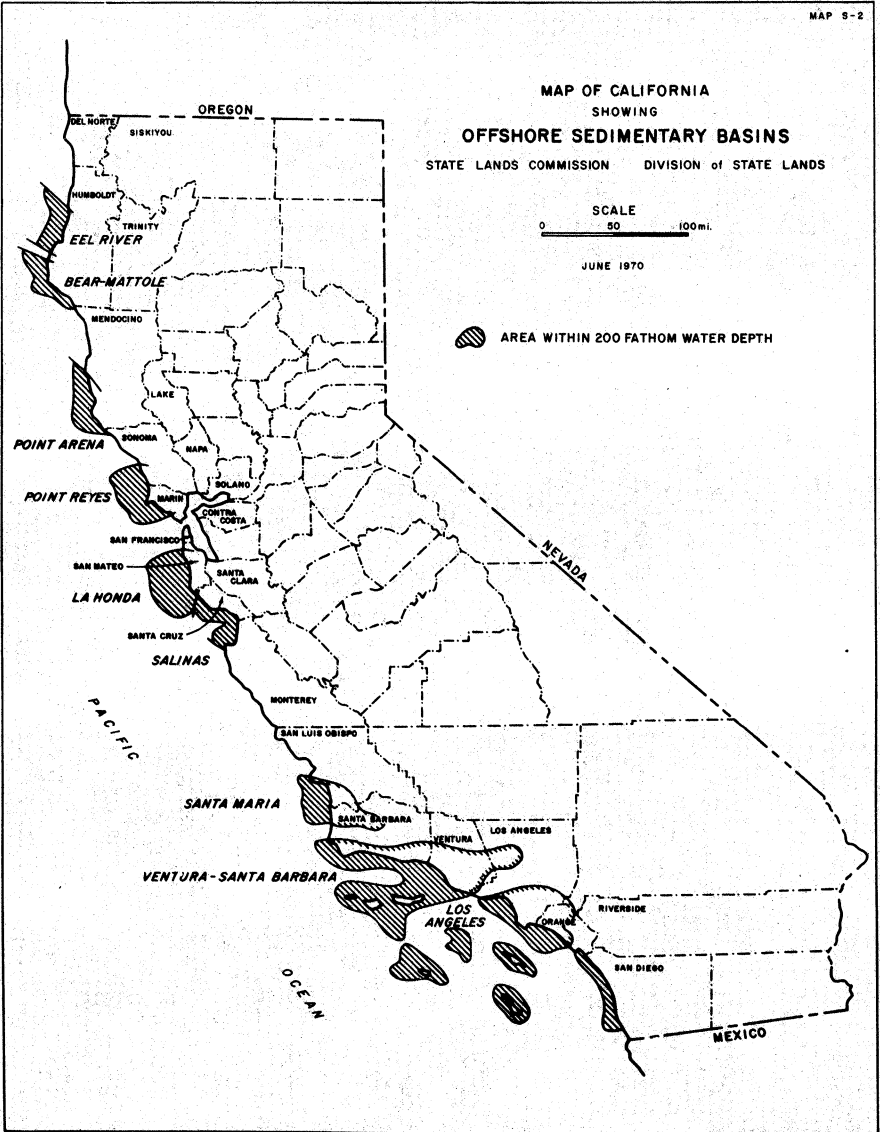 MAP S-2
MAP OF CALIFORNIA
SHOWING
OFFSHORE SEDIMENTARY BASINS
STATE LANDS COMMISSION DIVISION of STATE LANDS
SCALE
0 50 100mi.
JUNE 1970
AREA WITHIN 200 FATHOM WATER DEPTH
OREGON
DEL NORTE
SISKIYOU
HUMBOLDT
TRINITY
EEL RIVER
BEAR-MATTOLE
MENDOCINO
LAKE
POINT ARENA
SONOMA
NAPA
SOLANO
POINT REYES
MARIN
CONTRA
COSTA
SAN FRANCISCO
SAN MATEO
SANTA
CLARA
LA HONDA
SANTA CRUZ
SALINAS
NEVADA
MONTEREY
PACIFIC
SAN LUIS OBISPO
SANTA MARIA
SANTA BARBARA
VENTURA
LOS ANGELES
VENTURA-SANTA BARBARA
LOS
ANGELES
ORANGE
RIVERSIDE
SAN DIEGO
OCEAN
MEXICO